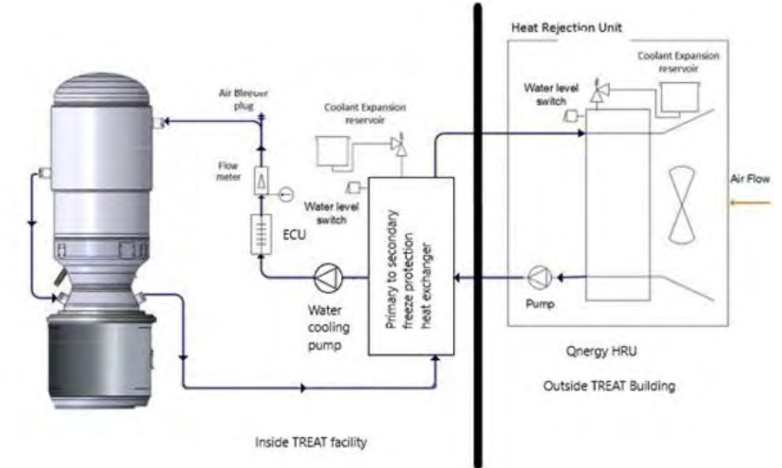 Heat Rejection Unit
Coolant Expansion
reservoir
Water level
switch
Air Flow
Pump
Qnergy HRU
Outside TREAT Building
Air Bleeder
plug
Coolant Expansion
reservoir
Flow
meter
Water level
switch
ECU
Primary to secondary
freeze protection
heat exchanger
Water
cooling
pump
Inside TREAT facility